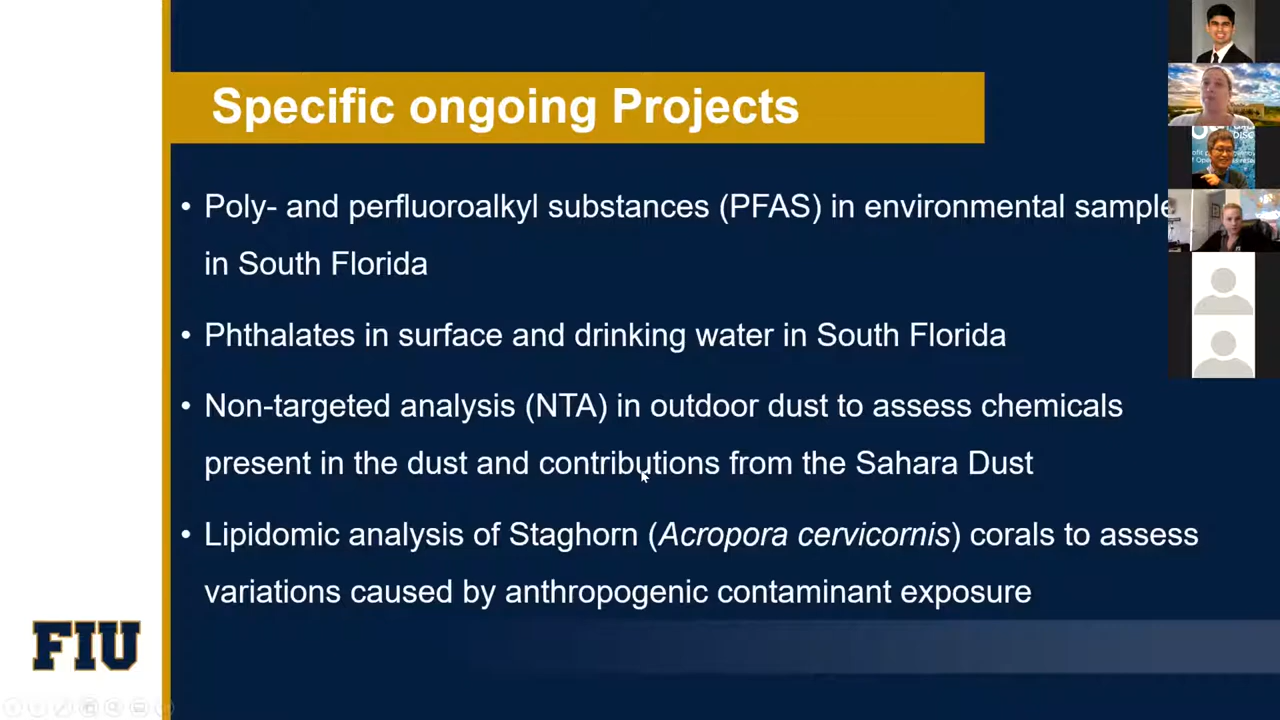 Specific ongoing Projects
• Poly- and perfluoroalkyl substances (PFAS) in environmental sample
in South Florida
• Phthalates in surface and drinking water in South Florida
• Non-targeted analysis (NTA) in outdoor dust to assess chemicals
present in the dust and contributions from the Sahara Dust
• Lipidomic analysis of Staghorn (Acropora cervicornis) corals to assess
variations caused by anthropogenic contaminant exposure
FIU